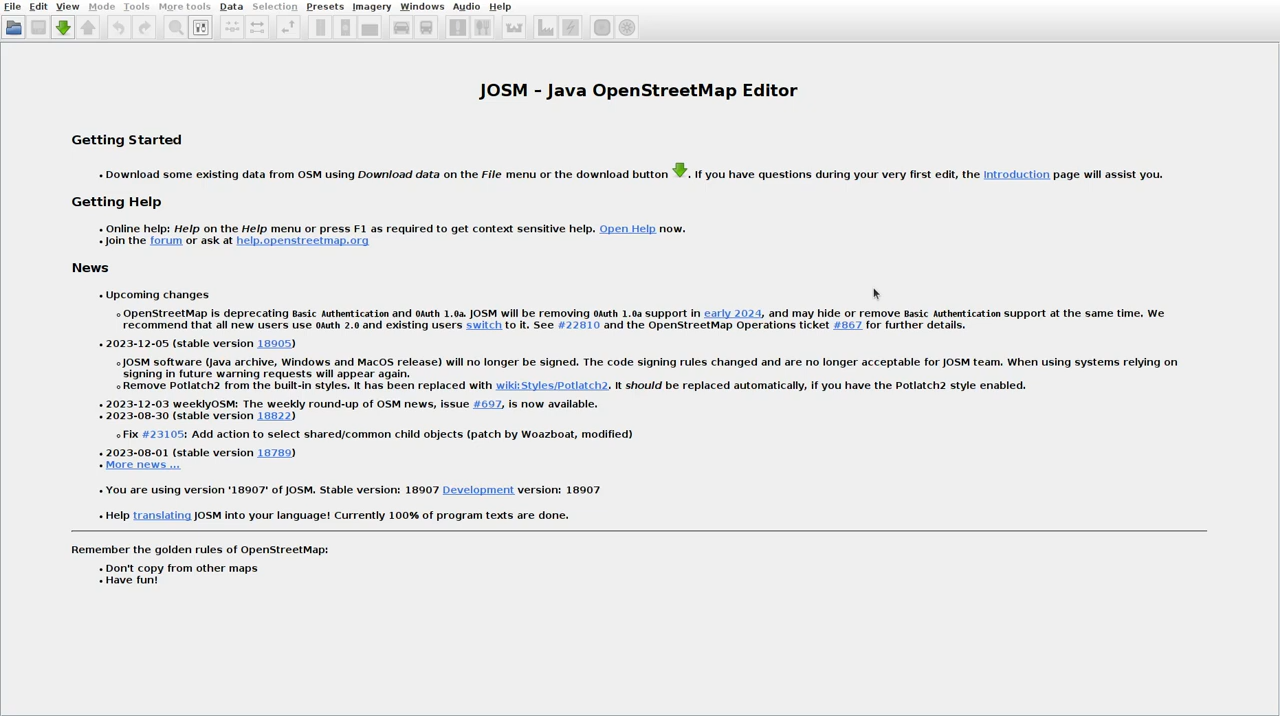 File Edit View Mode Tools More tools Data Selection Presets Imagery Windows Audio Help
JOSM – Java OpenStreetMap Editor
Getting Started
Download some existing data from OSM using Download data on the File menu or the download button . If you have questions during your very first edit, the Introduction page will assist you.
Getting Help
Online help: Help on the Help menu or press F1 as required to get context sensitive help. Open Help now.
Join the forum or ask at help.openstreetmap.org
News
Upcoming changes
OpenStreetMap is deprecating Basic Authentication and OAuth 1.0a. JOSM will be removing OAuth 1.0a support in early 2024, and may hide or remove Basic Authentication support at the same time. We
recommend that all new users use OAuth 2.0 and existing users switch to it. See #22810 and the OpenStreetMap Operations ticket #867 for further details.
2023-12-05 (stable version 18905)
JOSM software (Java archive, Windows and MacOS release) will no longer be signed. The code signing rules changed and are no longer acceptable for JOSM team. When using systems relying on
signing in future warning requests will appear again.
Remove Potlatch2 from the built-in styles. It has been replaced with wiki:Styles/Potlatch2. It should be replaced automatically, if you have the Potlatch2 style enabled.
2023-12-03 weeklyOSM: The weekly round-up of OSM news, issue #697, is now available.
2023-08-30 (stable version 18822)
Fix #23105: Add action to select shared/common child objects (patch by Woazboat, modified)
2023-08-01 (stable version 18789)
More news ...
You are using version '18907' of JOSM. Stable version: 18907 Development version: 18907
Help translating JOSM into your language! Currently 100% of program texts are done.
Remember the golden rules of OpenStreetMap:
Don't copy from other maps
Have fun!